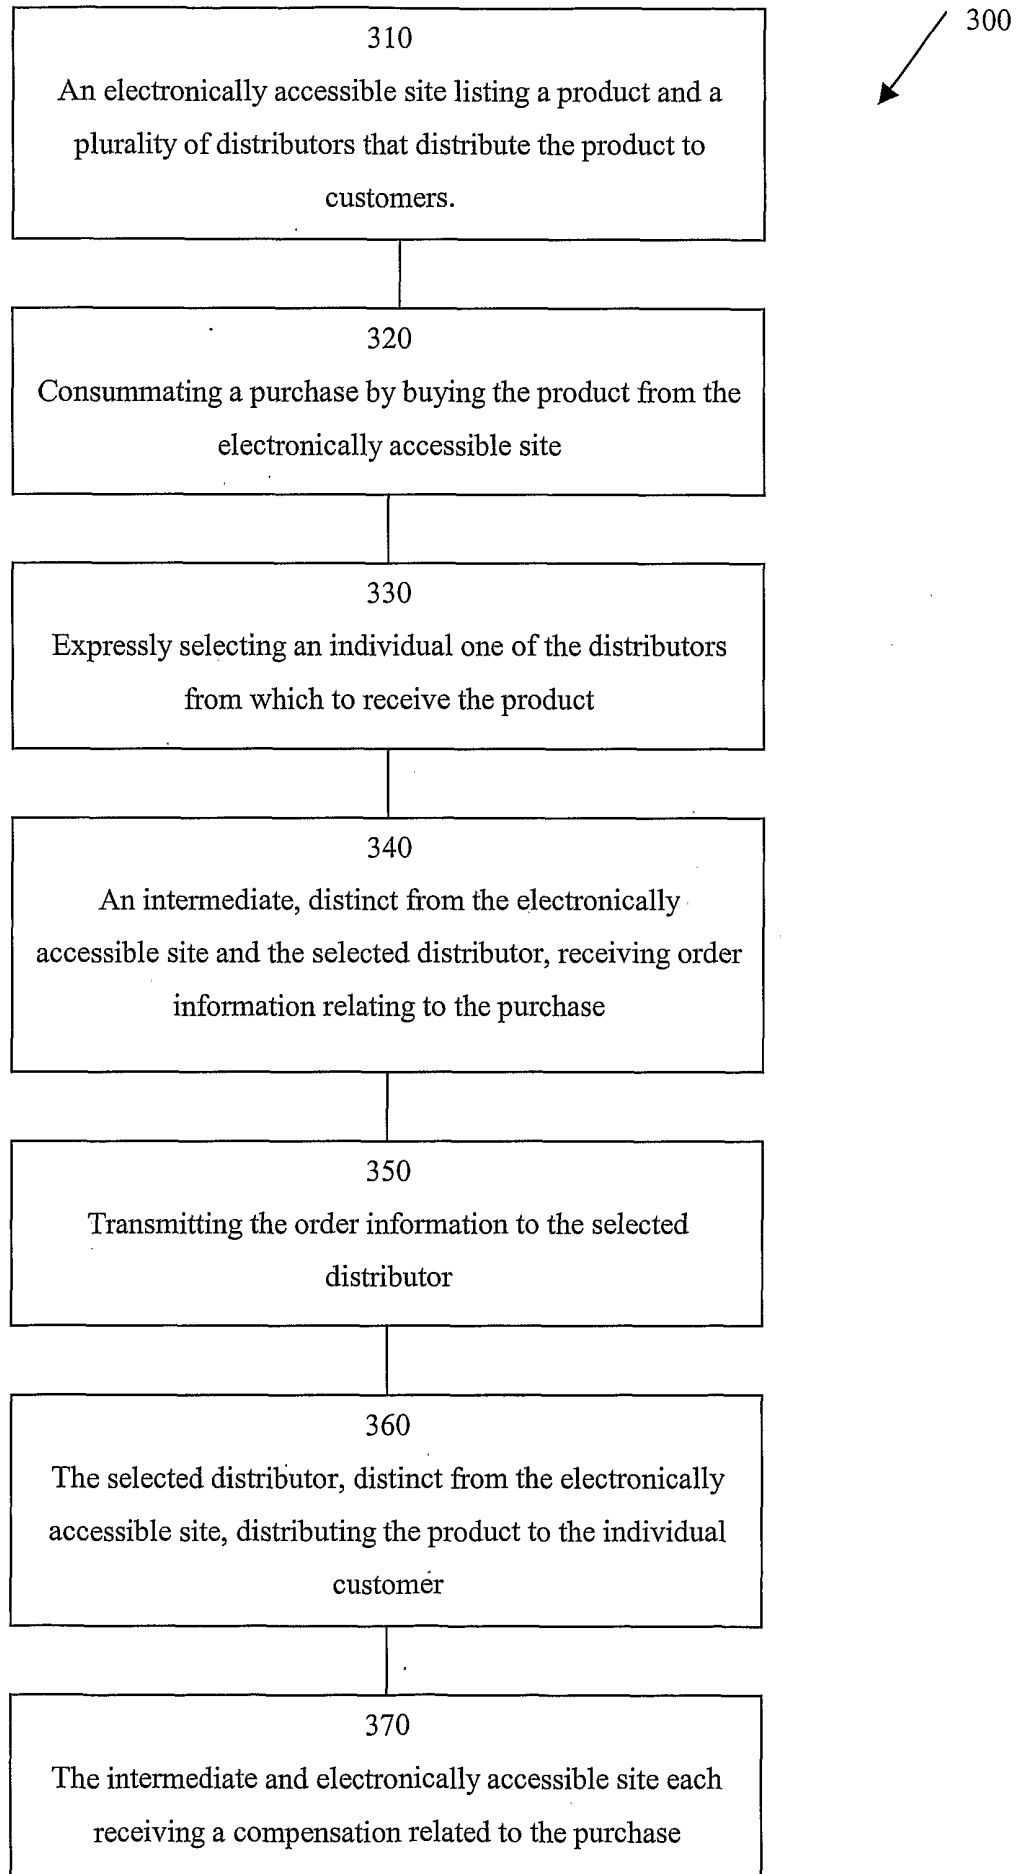 300
310
An electronically accessible site listing a product and a
plurality of distributors that distribute the product to
customers.
320
Consummating a purchase by buying the product from the
electronically accessible site
330
Expressly selecting an individual one of the distributors
from which to receive the product
340
An intermediate, distinct from the electronically
accessible site and the selected distributor, receiving order
information relating to the purchase
350
Transmitting the order information to the selected
distributor
360
The selected distributor, distinct from the electronically
accessible site, distributing the product to the individual
customer
370
The intermediate and electronically accessible site each
receiving a compensation related to the purchase